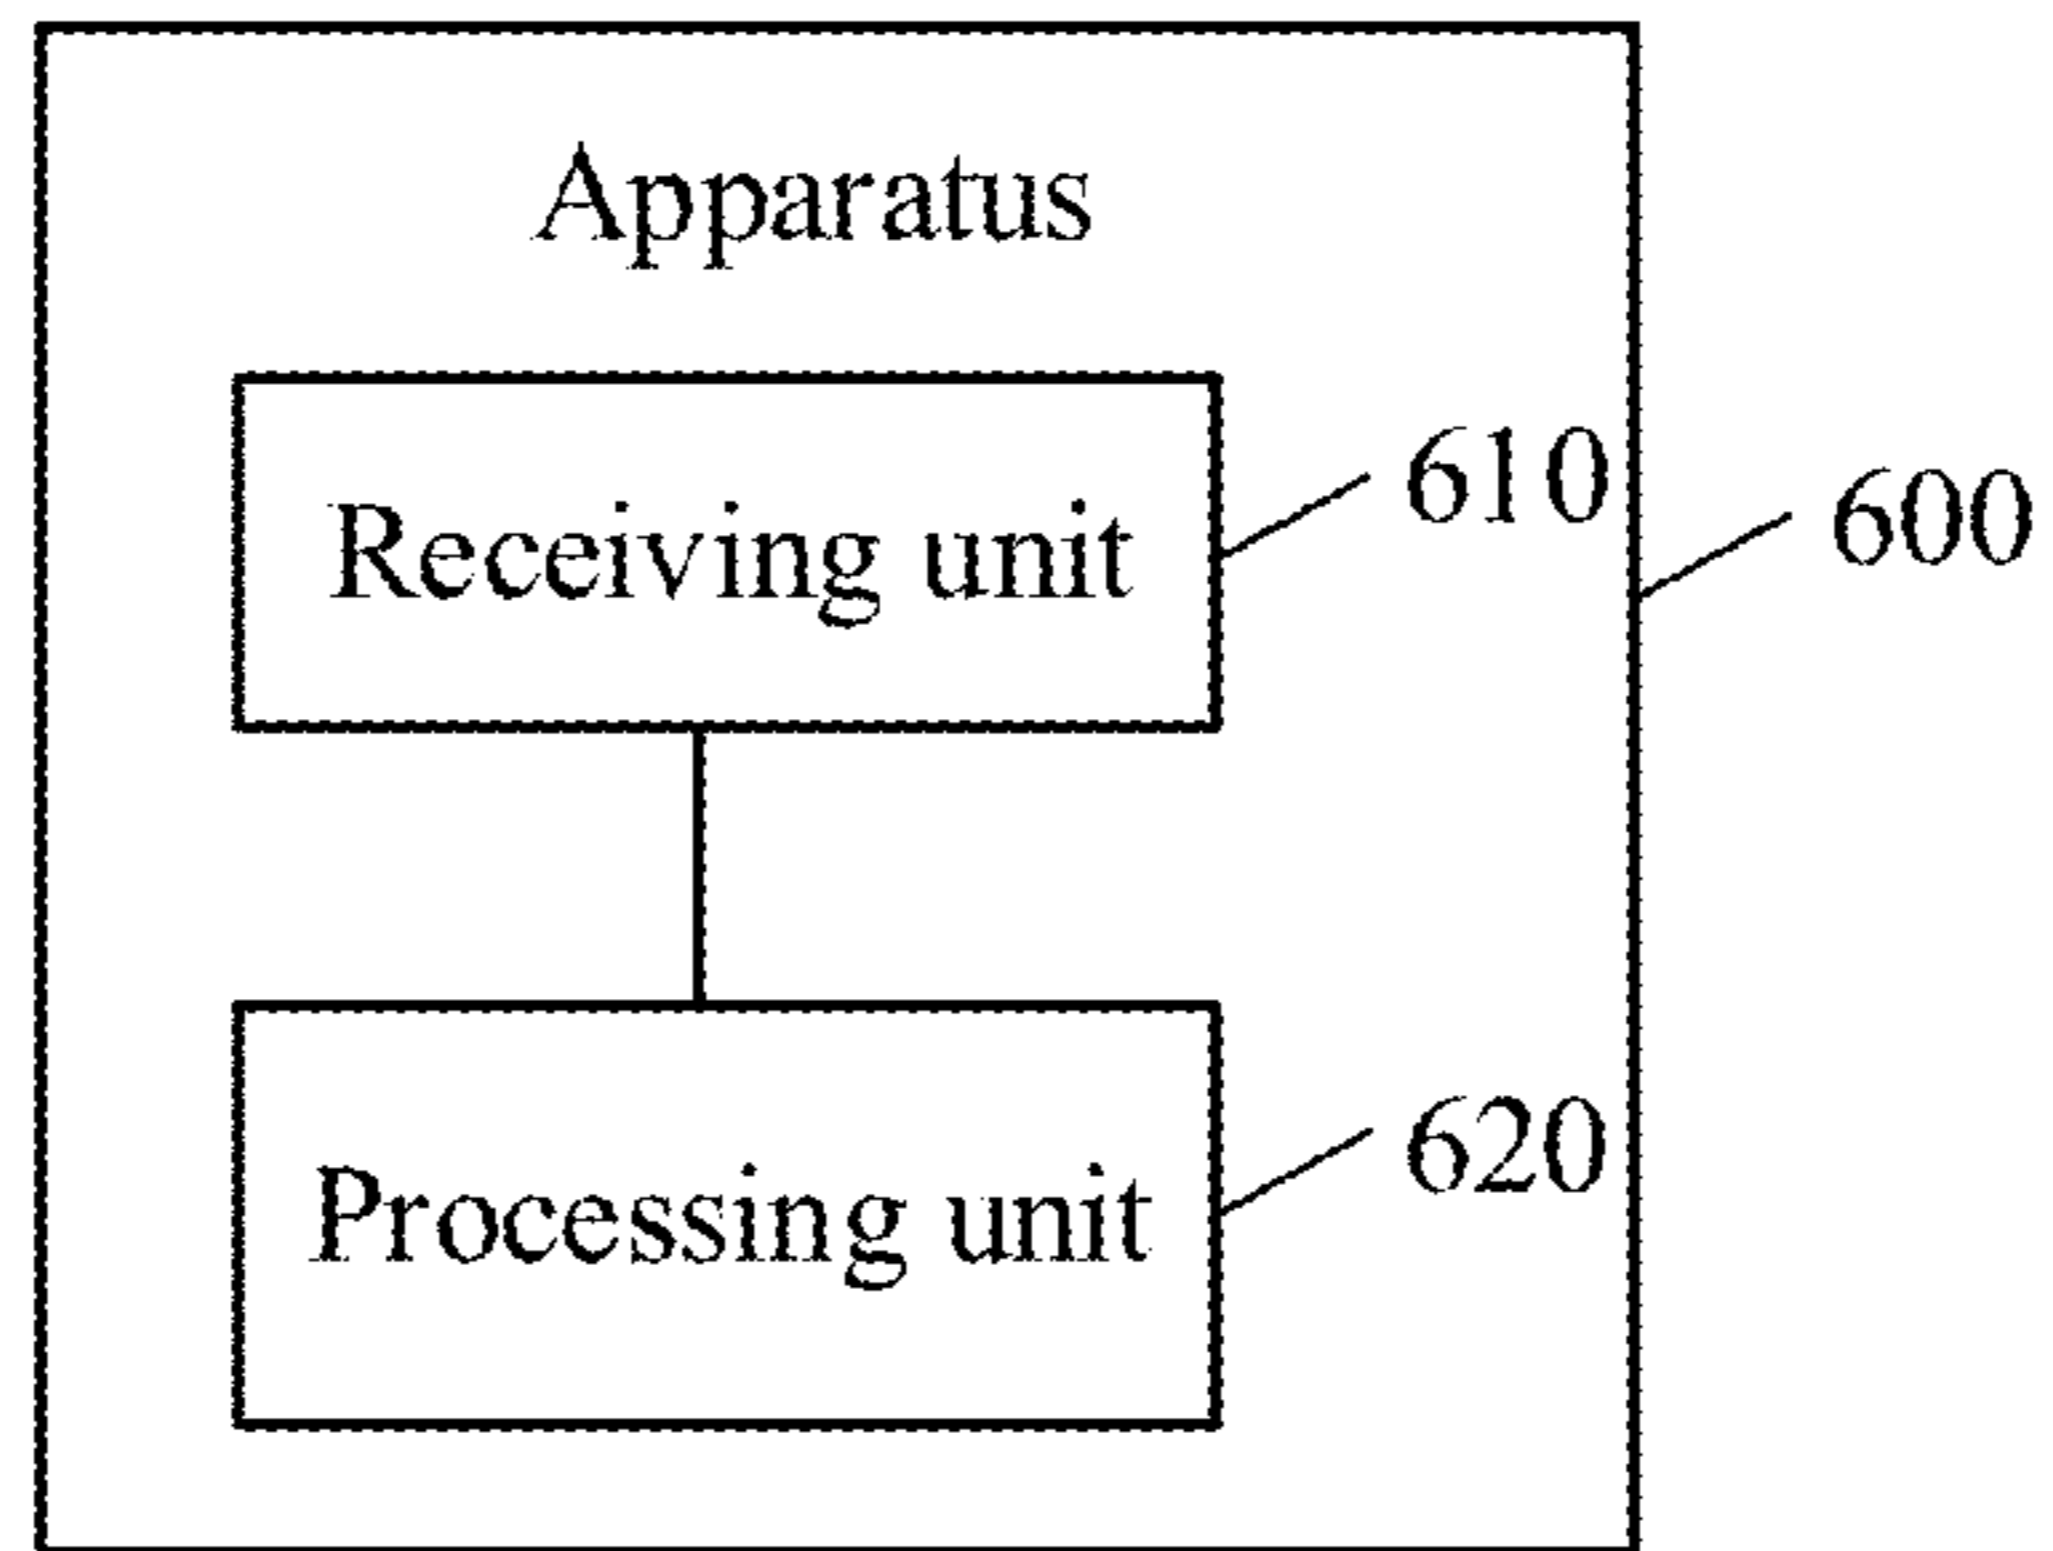 Apparatus
Receiving unit
610
600
Processing unit
620